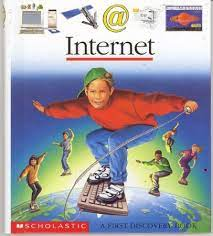 @
Internet
SCHOLASTIC
A FIRST DISCOVERY BOOK